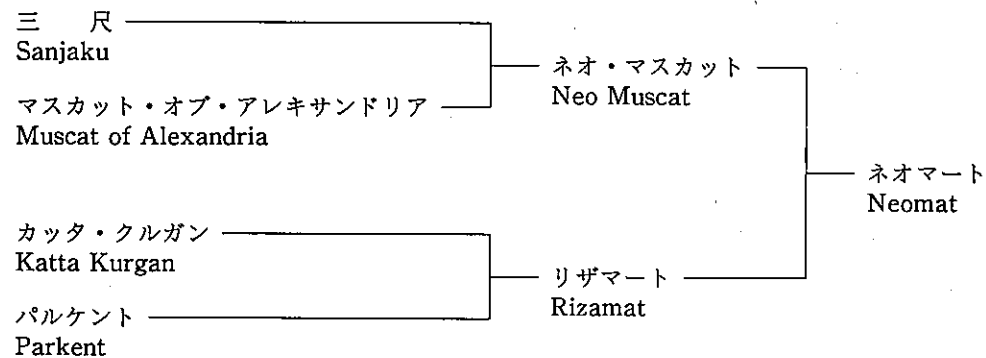 三　尺
Sanjaku
マスカット・オブ・アレキサンドリア
Muscat of Alexandria
ネオ・マスカット
Neo Muscat
カッタ・クルガン
Katta Kurgan
パルケント
Parkent
リザマート
Rizamat
ネオマート
Neomat